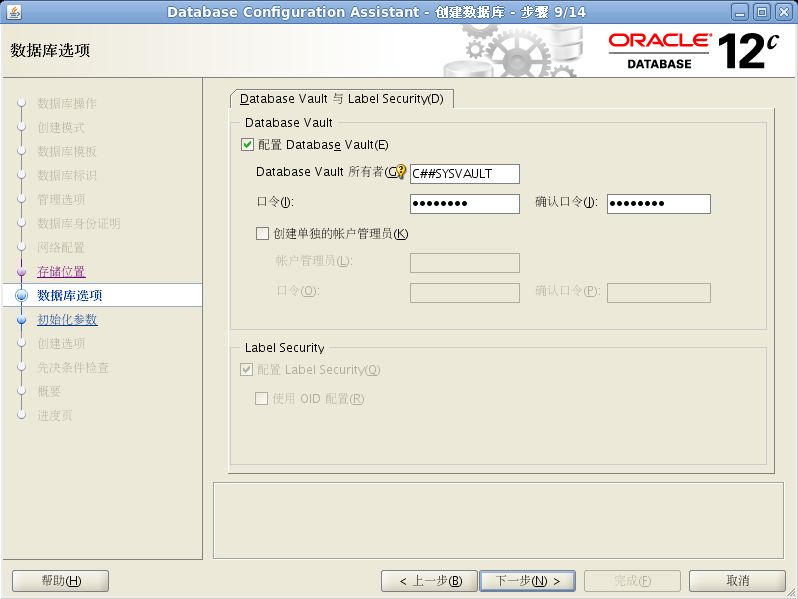 Database Configuration Assistant - 创建数据库 - 步骤 9/14
数据库选项
ORACLE
DATABASE
12c
数据库操作
创建模式
数据库模板
数据库标识
管理选项
数据库身份证明
网络配置
存储位置
数据库选项
初始化参数
创建选项
先决条件检查
概要
进度页
Database Vault 与 Label Security(D)
Database Vault
配置 Database Vault(E)
Database Vault 所有者(G C##SYSVAULT
口令(I): 确认口令(J):
创建单独的帐户管理员(K)
帐户管理员(L):
口令(O): 确认口令(P):
Label Security
配置 Label Security(Q)
使用 OID 配置(R)
帮助(H) < 上一步(B) 下一步(N) > 完成(F) 取消